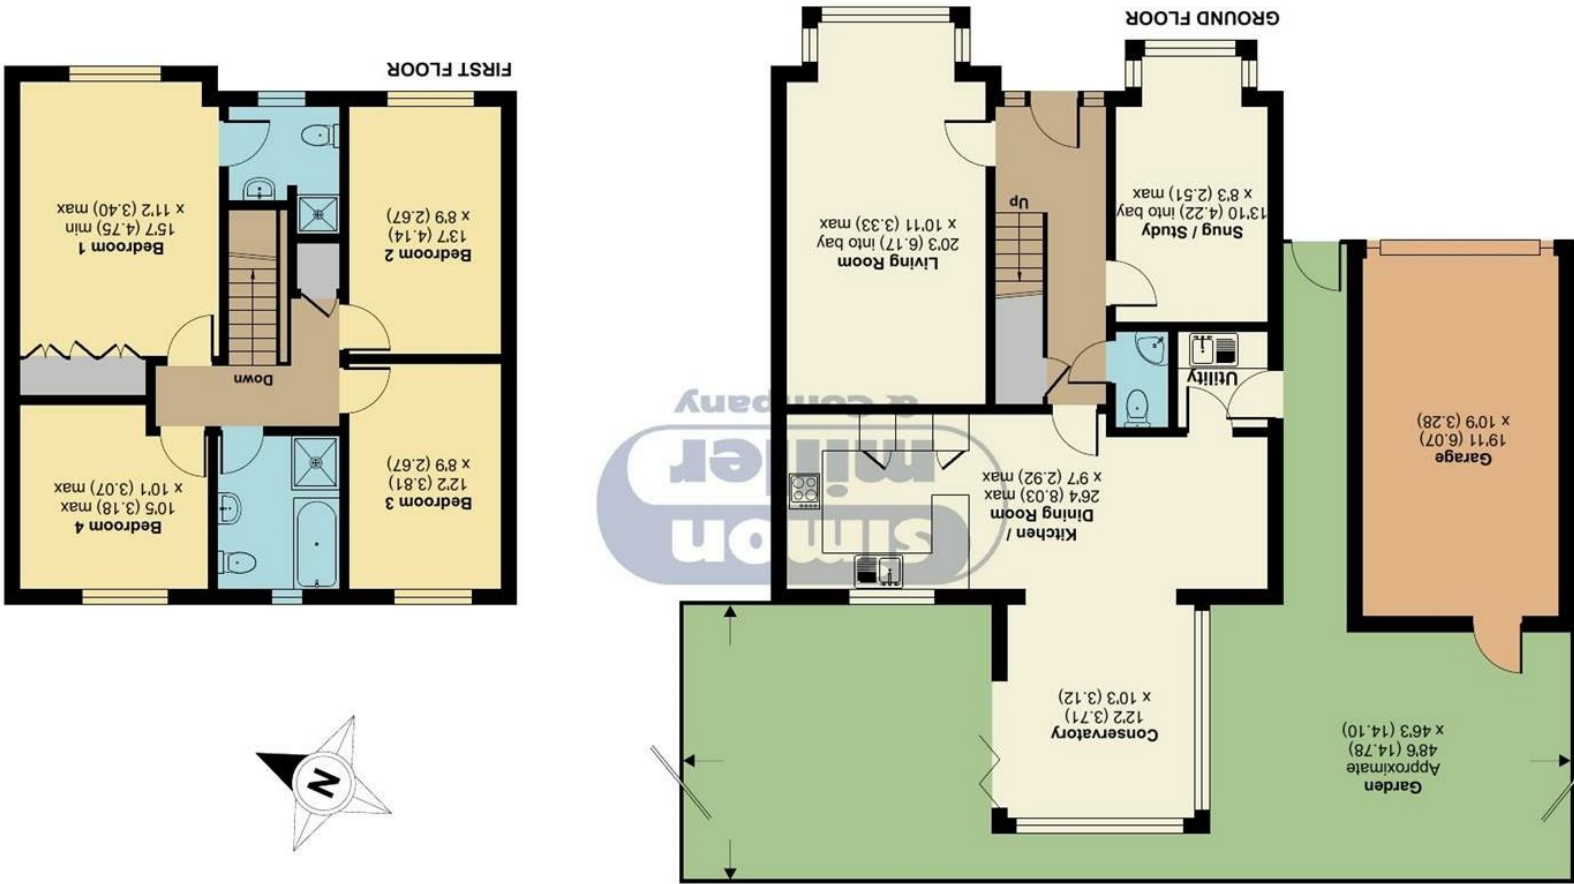 Garden
Approximate
48'6 (14.78)
x 46'3 (14.10)
Conservatory
12'2 (3.71)
x 10'3 (3.12)
N
Kitchen /
Dining Room
26'4 (8.03) max
x 9'7 (2.92) max
simon
miller
& Company
Garage
19'11 (6.07)
x 10'9 (3.28)
Utility
Snug / Study
13'10 (4.22) into bay
x 8'3 (2.51) max
Up
Living Room
20'3 (6.17) into bay
x 10'11 (3.33) max
GROUND FLOOR
Bedroom 3
12'2 (3.81)
x 8'9 (2.67)
Bedroom 4
10'5 (3.18) max
x 10'1 (3.07) max
Down
Bedroom 2
13'7 (4.14)
x 8'9 (2.67)
Bedroom 1
15'7 (4.75) min
x 11'2 (3.40) max
FIRST FLOOR